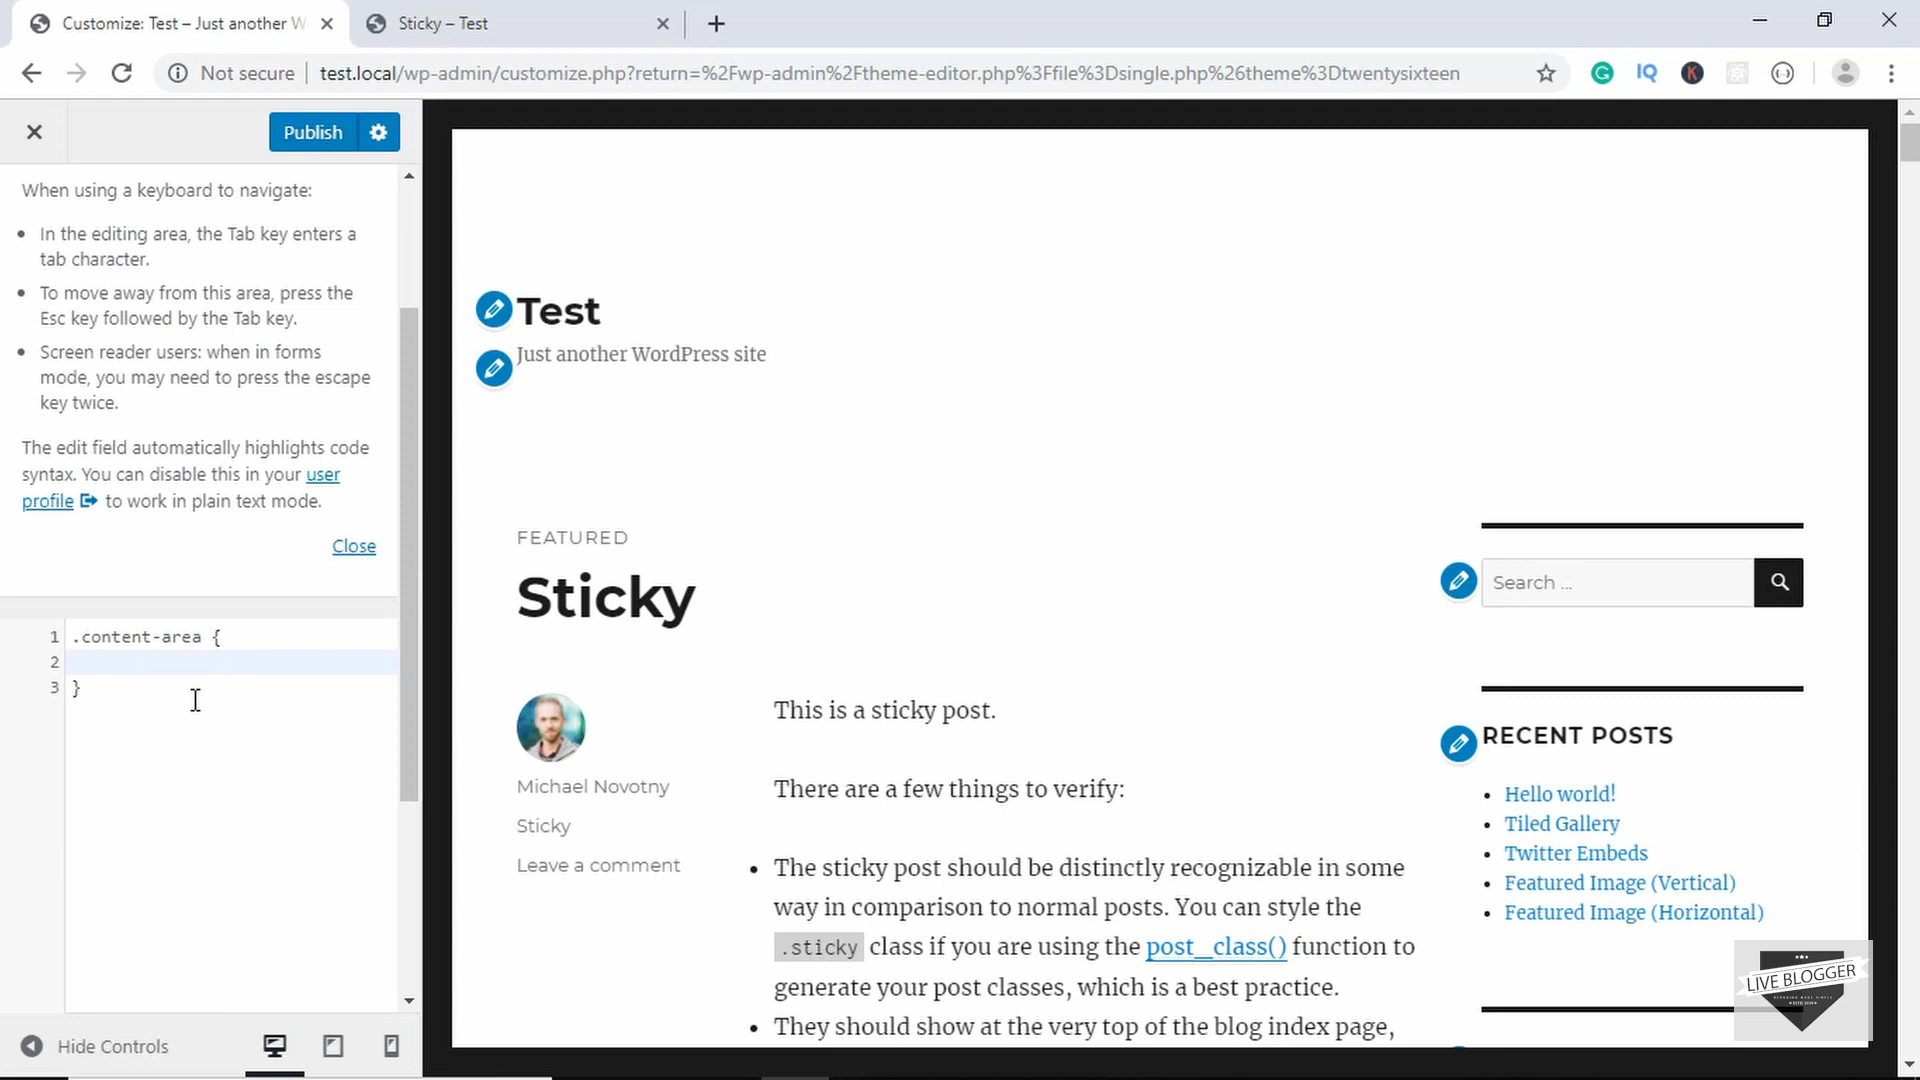 Customize: Test – Just another W
Sticky – Test
Not secure
test.local/wp-admin/customize.php?return=%2Fwp-admin%2Ftheme-editor.php%3Ffile%3Dsingle.php%26theme%3Dtwentysixteen
IQ
K
Publish
When using a keyboard to navigate:
In the editing area, the Tab key enters a
tab character.
To move away from this area, press the
Esc key followed by the Tab key.
Screen reader users: when in forms
mode, you may need to press the escape
key twice.
The edit field automatically highlights code
syntax. You can disable this in your user
profile to work in plain text mode.
Close
1 .content-area {
2
3 }
Hide Controls
Test
Just another WordPress site
FEATURED
Sticky
Michael Novotny
Sticky
Leave a comment
This is a sticky post.
There are a few things to verify:
The sticky post should be distinctly recognizable in some
way in comparison to normal posts. You can style the
.sticky class if you are using the post_class() function to
generate your post classes, which is a best practice.
They should show at the very top of the blog index page,
Search ...
RECENT POSTS
Hello world!
Tiled Gallery
Twitter Embeds
Featured Image (Vertical)
Featured Image (Horizontal)
LIVE BLOGGER